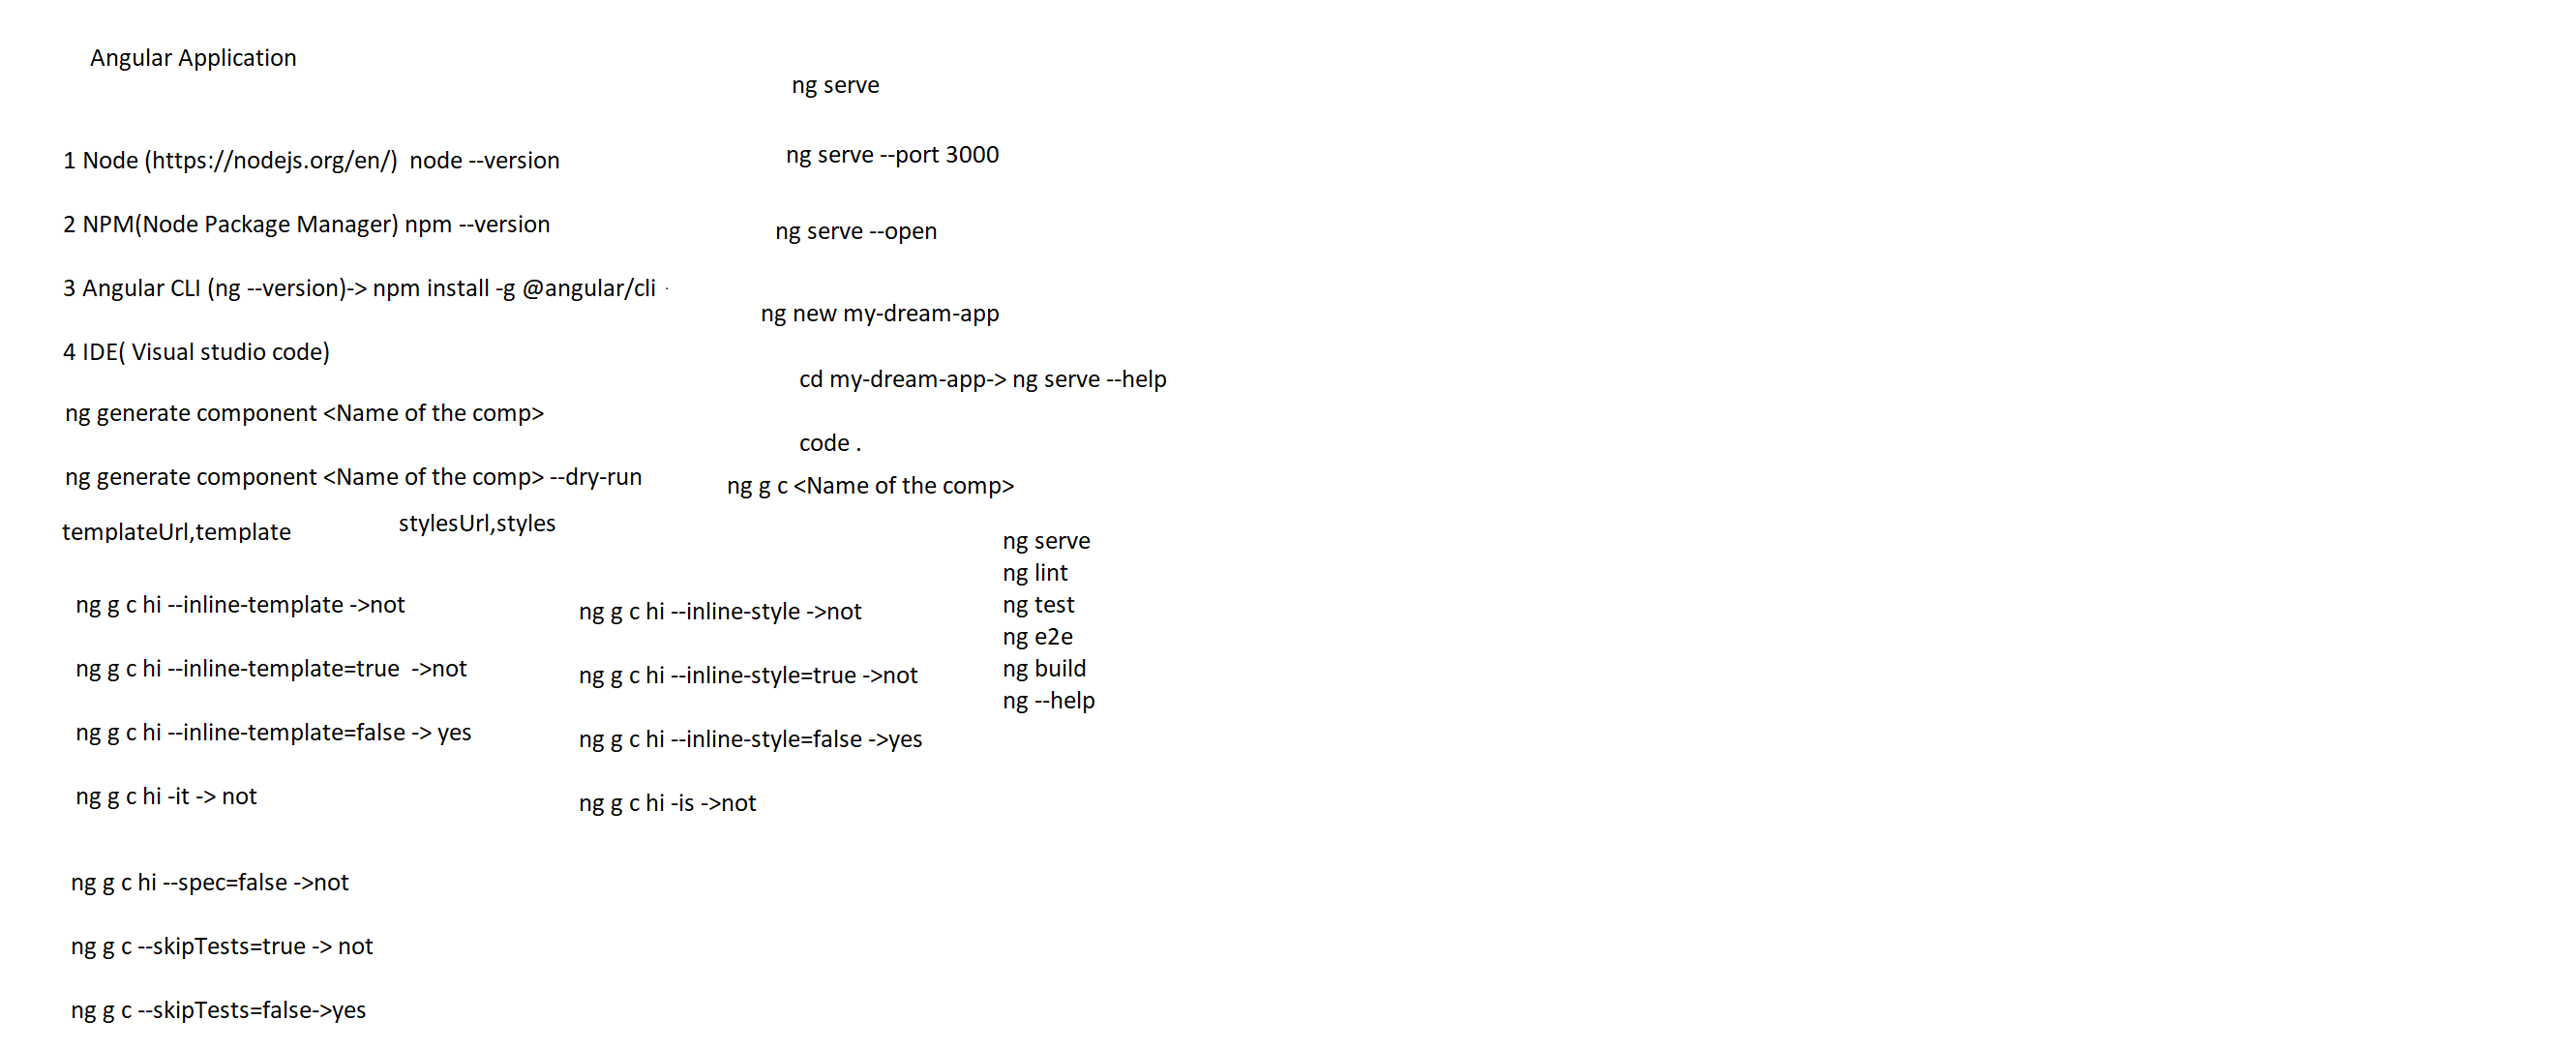 Angular Application
1 Node (https://nodejs.org/en/)  node --version
2 NPM(Node Package Manager) npm --version
3 Angular CLI (ng --version)-> npm install -g @angular/cli
4 IDE( Visual studio code)
ng generate component <Name of the comp>
ng generate component <Name of the comp> --dry-run
templateUrl,template
stylesUrl,styles
ng serve
ng serve --port 3000
ng serve --open
ng new my-dream-app
cd my-dream-app-> ng serve --help
code .
ng g c <Name of the comp>
ng g c hi --inline-template ->not
ng g c hi --inline-template=true  ->not
ng g c hi --inline-template=false -> yes
ng g c hi -it -> not
ng g c hi --inline-style ->not
ng g c hi --inline-style=true ->not
ng g c hi --inline-style=false ->yes
ng g c hi -is ->not
ng serve
ng lint
ng test
ng e2e
ng build
ng --help
ng g c hi --spec=false ->not
ng g c --skipTests=true -> not
ng g c --skipTests=false->yes